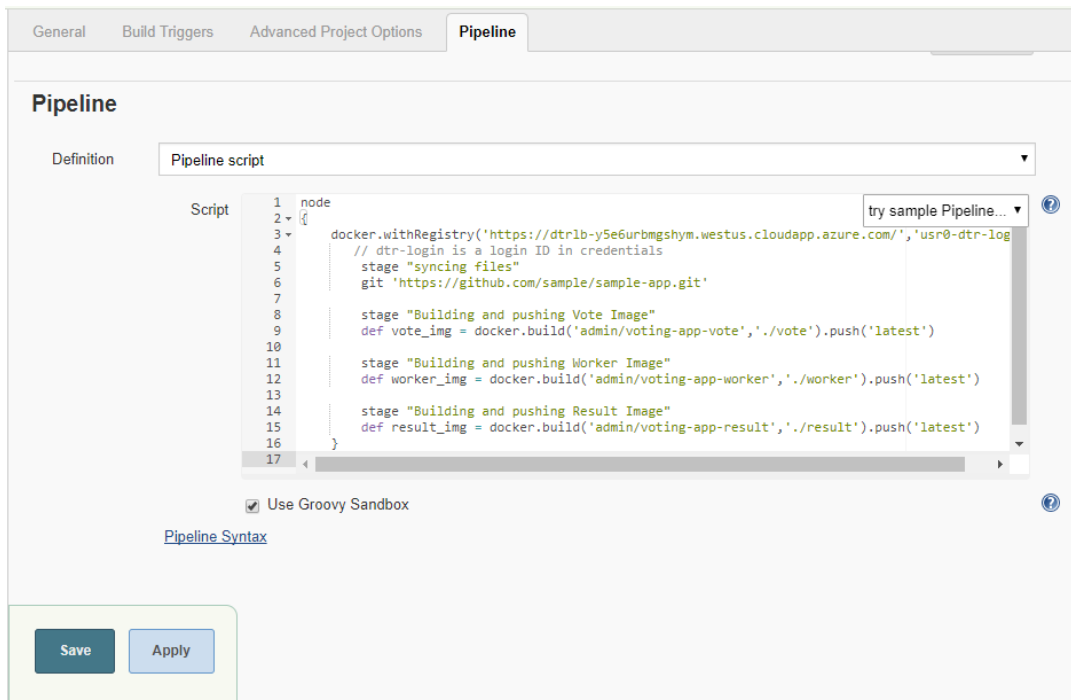 General Build Triggers Advanced Project Options Pipeline
Pipeline
Definition Pipeline script
Script try sample Pipeline...
1 node
2 {
3 docker.withRegistry('https://dtrlb-y5e6urbmgshym.westus.cloudapp.azure.com/','usr0-dtr-log
4 // dtr-login is a login ID in credentials
5 stage "syncing files"
6 git 'https://github.com/sample/sample-app.git'
7
8 stage "Building and pushing Vote Image"
9 def vote_img = docker.build('admin/voting-app-vote','./vote').push('latest')
10
11 stage "Building and pushing Worker Image"
12 def worker_img = docker.build('admin/voting-app-worker','./worker').push('latest')
13
14 stage "Building and pushing Result Image"
15 def result_img = docker.build('admin/voting-app-result','./result').push('latest')
16 }
17
Use Groovy Sandbox
Pipeline Syntax
Save Apply